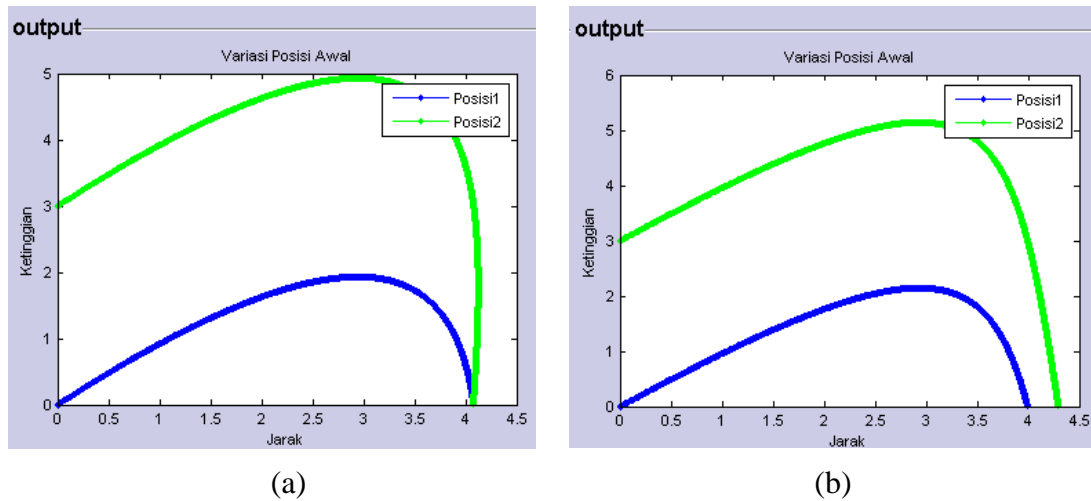 output
Variasi Posisi Awal
5
4
3
2
1
0
Ketinggian
0 0.5 1 1.5 2 2.5 3 3.5 4 4.5
Jarak
Posisi1
Posisi2
(a)
output
Variasi Posisi Awal
6
5
4
3
2
1
0
Ketinggian
0 0.5 1 1.5 2 2.5 3 3.5 4 4.5
Jarak
Posisi1
Posisi2
(b)